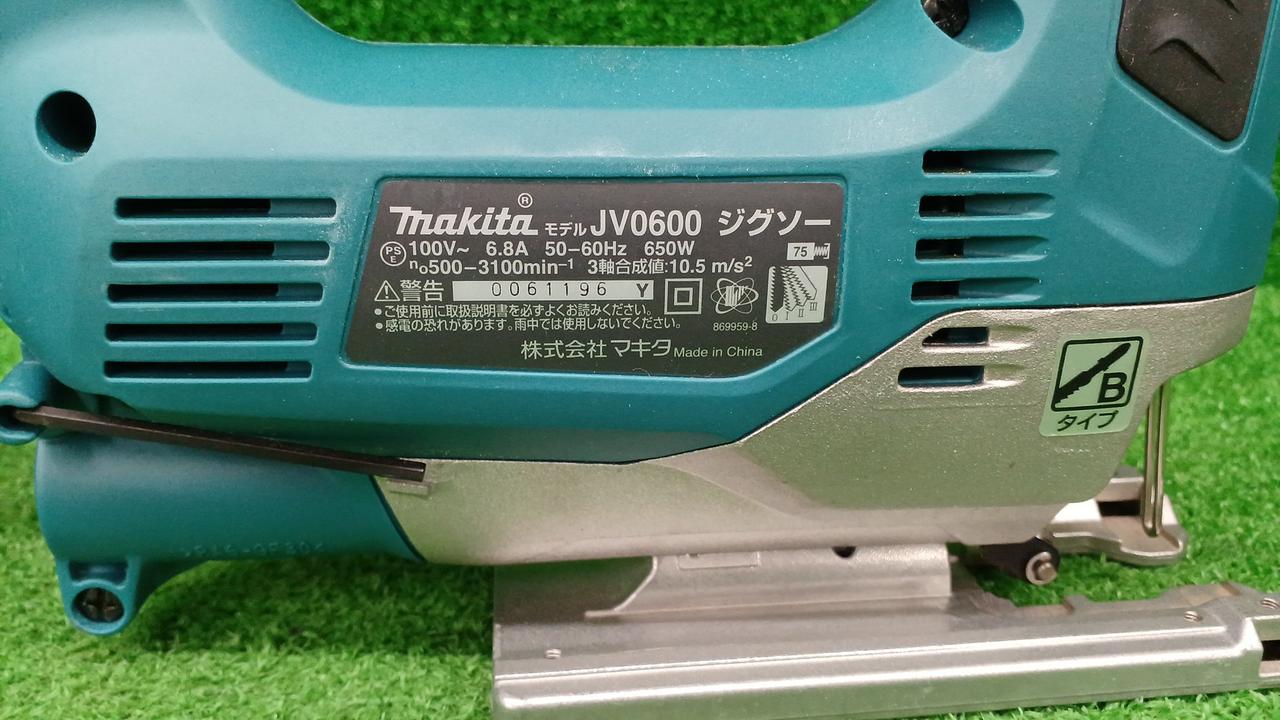 makita® モデル JV0600 ジグソー
PSE 100V~ 6.8A 50-60Hz 650W
75
n₀500-3100min⁻¹ 3軸合成値:10.5 m/s²
⚠警告 0061196 Y
O I II III
•ご使用前に取扱説明書を必ずよくお読みください。
•感電の恐れがあります。雨中では使用しないでください。
869959-8
株式会社 マキタ Made in China
B
タイプ